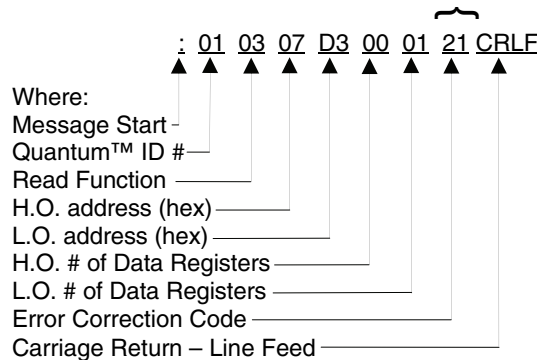 : 01 03 07 D3 00 01 21 CRLF
Where:
Message Start
Quantum™ ID #
Read Function
H.O. address (hex)
L.O. address (hex)
H.O. # of Data Registers
L.O. # of Data Registers
Error Correction Code
Carriage Return – Line Feed